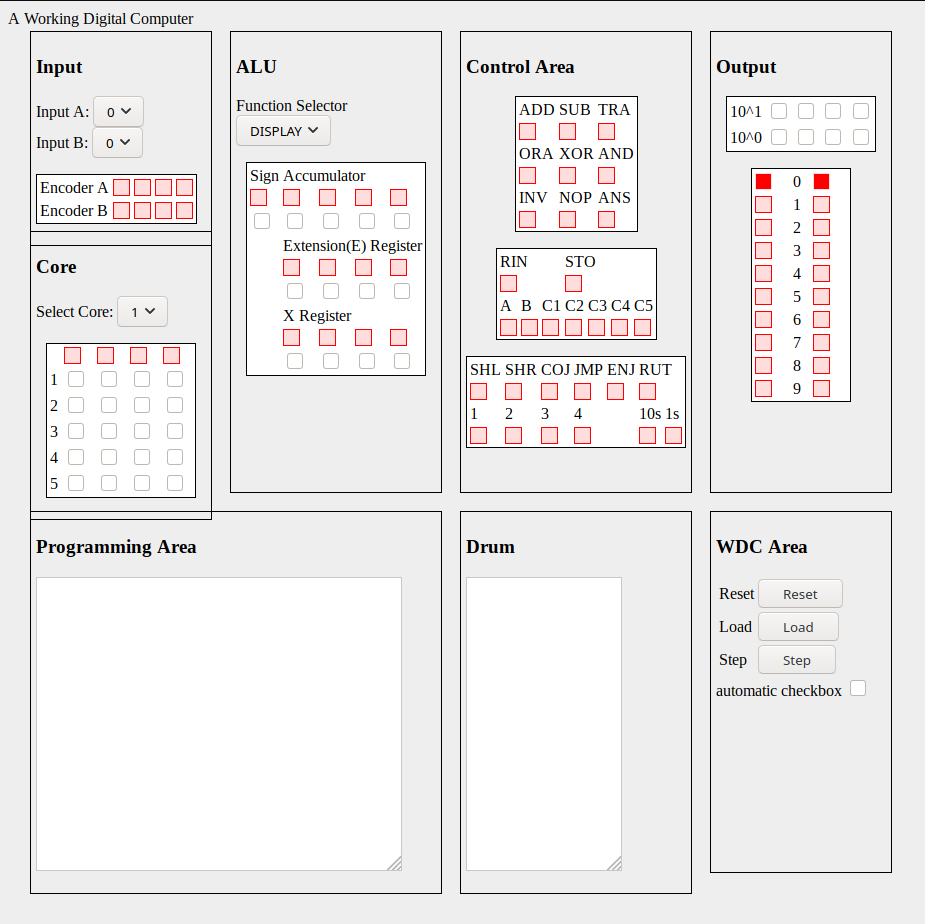 A Working Digital Computer
Input
Input A: 0
Input B: 0
Encoder A
Encoder B
Core
Select Core: 1
1
2
3
4
5
ALU
Function Selector
DISPLAY
Sign Accumulator
Extension(E) Register
X Register
Control Area
ADD SUB TRA
ORA XOR AND
INV NOP ANS
RIN STO
A B C1 C2 C3 C4 C5
SHL SHR COJ JMP ENJ RUT
1 2 3 4 10s 1s
Output
10^1
10^0
0
1
2
3
4
5
6
7
8
9
Programming Area
Drum
WDC Area
Reset Reset
Load Load
Step Step
automatic checkbox